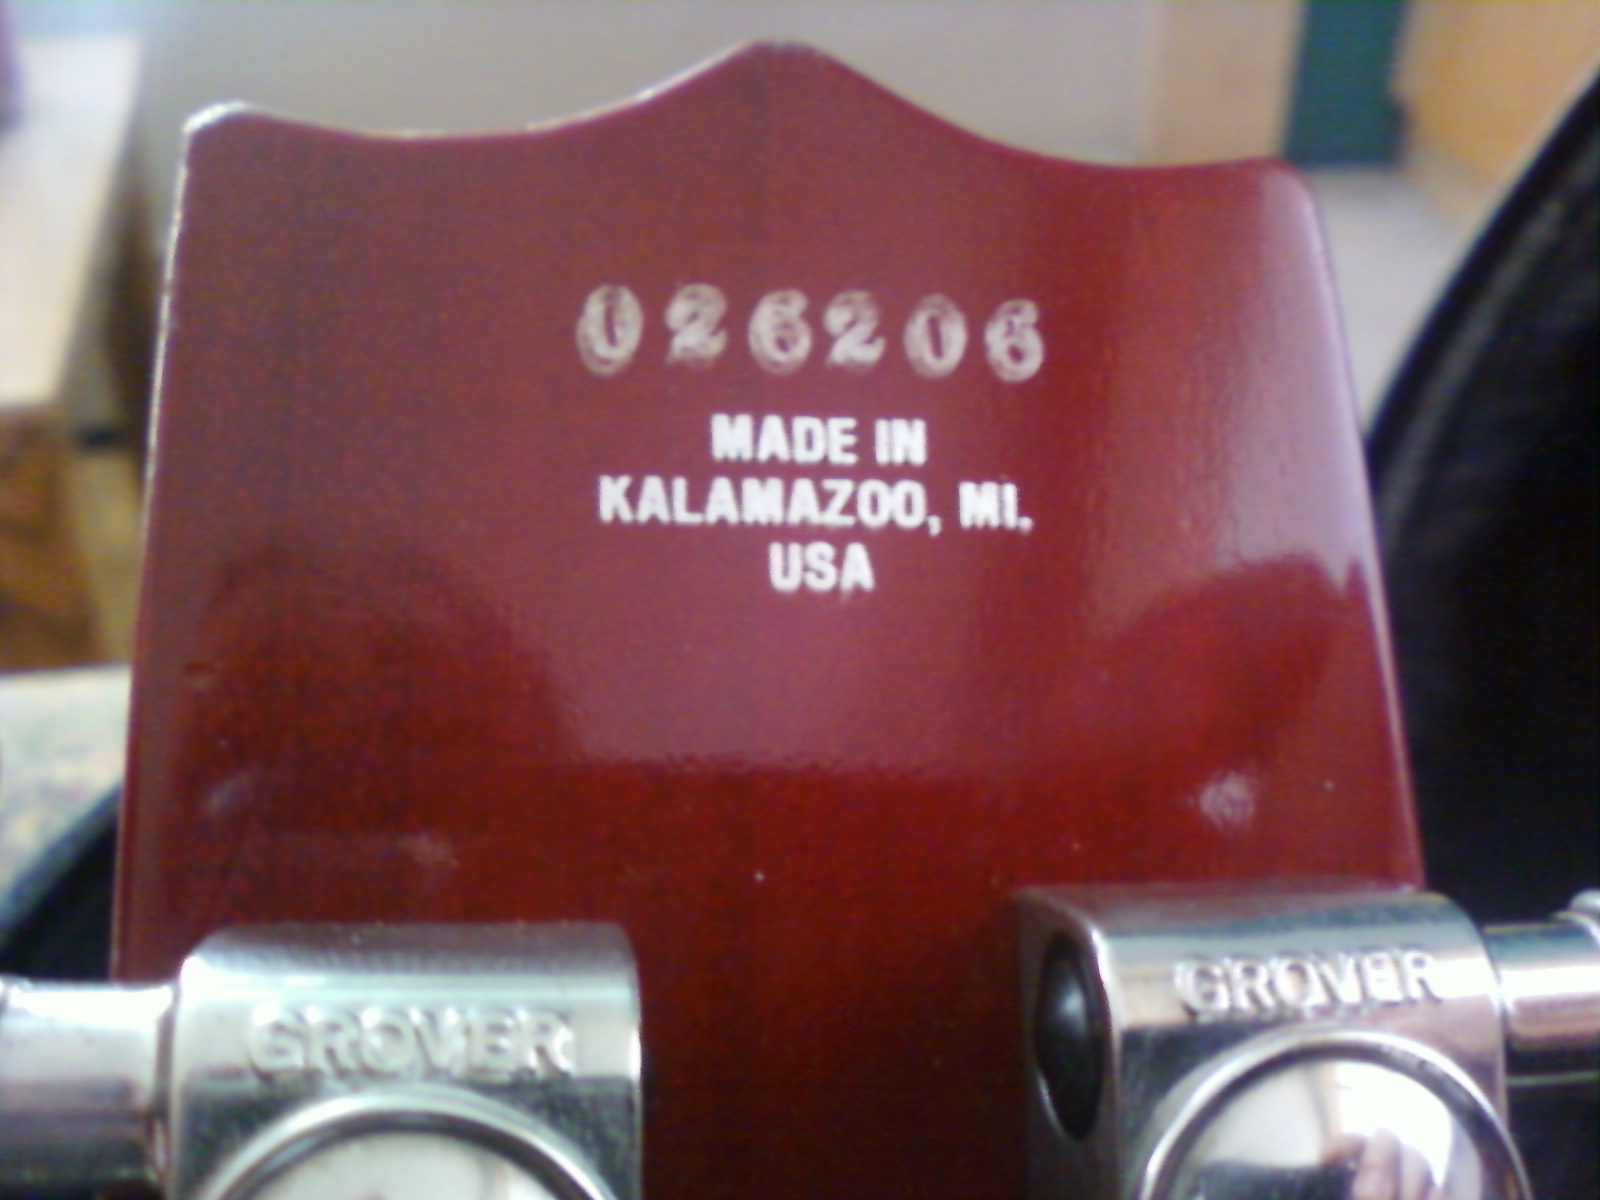 026206
MADE IN
KALAMAZOO, MI.
USA
GROVER
GROVER